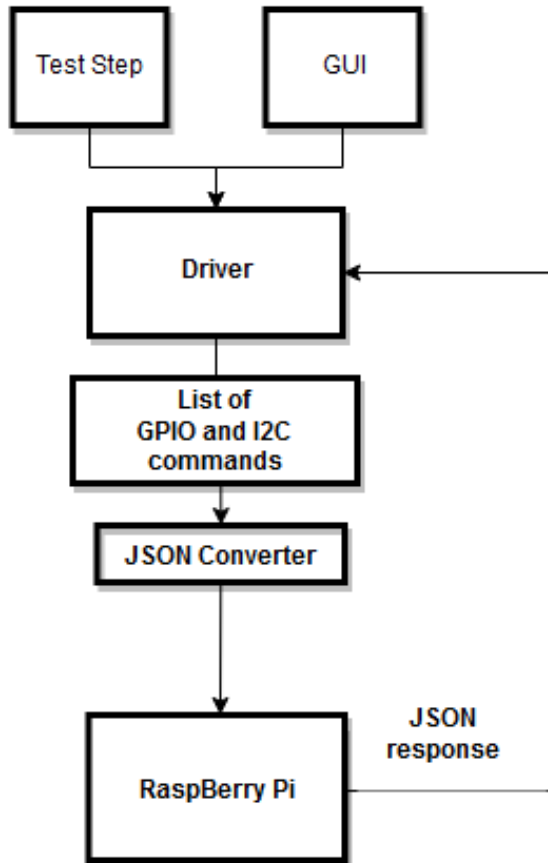 Test Step
GUI
Driver
List of
GPIO and I2C
commands
JSON Converter
JSON
response
RaspBerry Pi